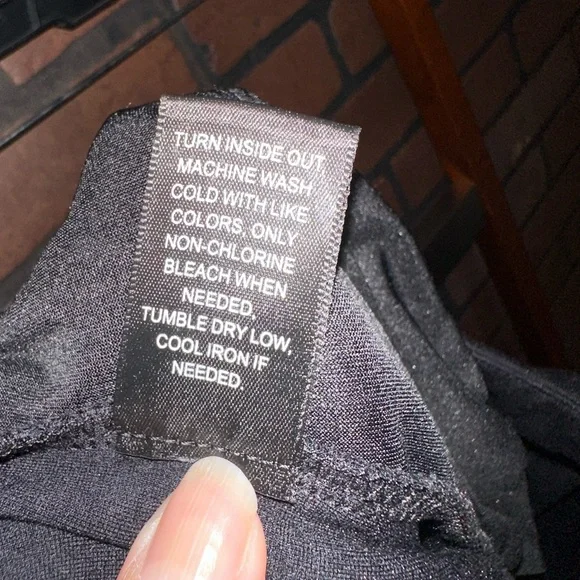 TURN INSIDE OUT
MACHINE WASH
COLD WITH LIKE
COLORS, ONLY
NON-CHLORINE
BLEACH WHEN
NEEDED,
TUMBLE DRY LOW,
COOL IRON IF
NEEDED.